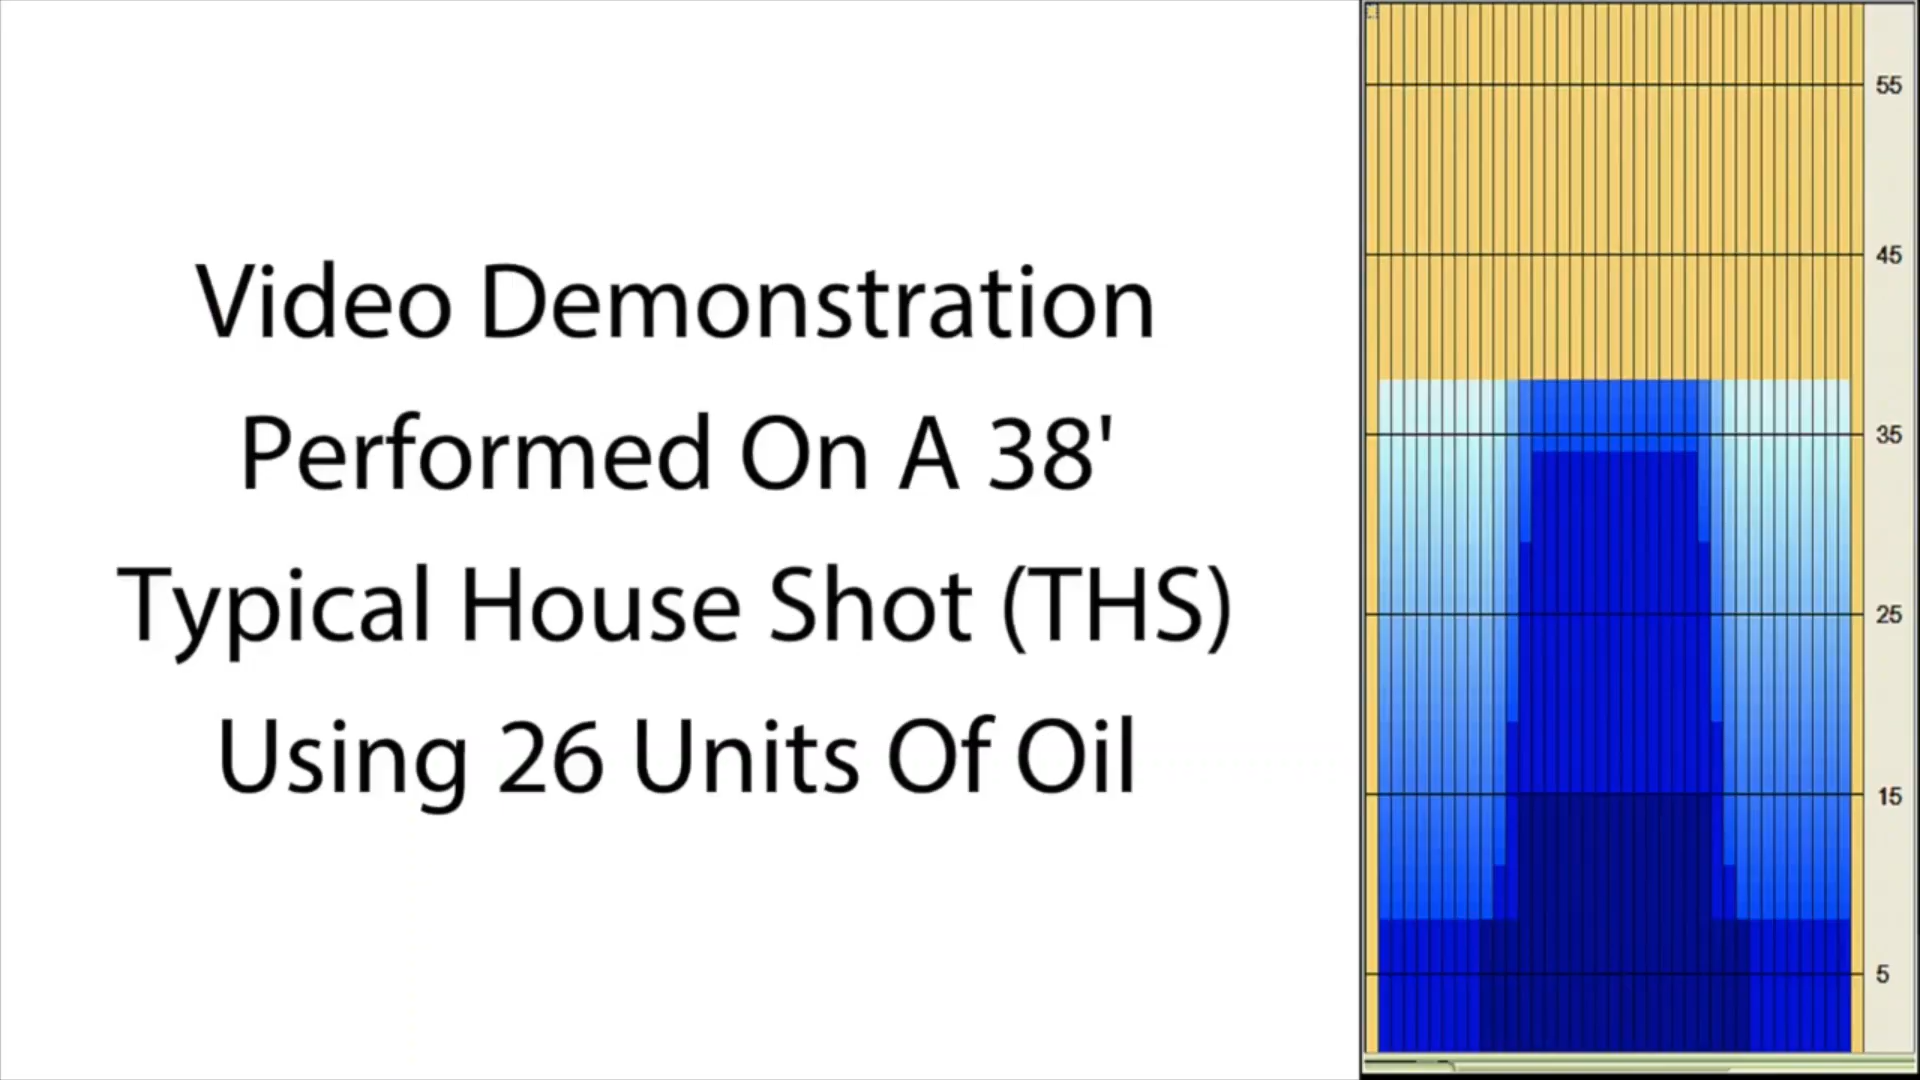 Video Demonstration
Performed On A 38'
Typical House Shot (THS)
Using 26 Units Of Oil
55
45
35
25
15
5